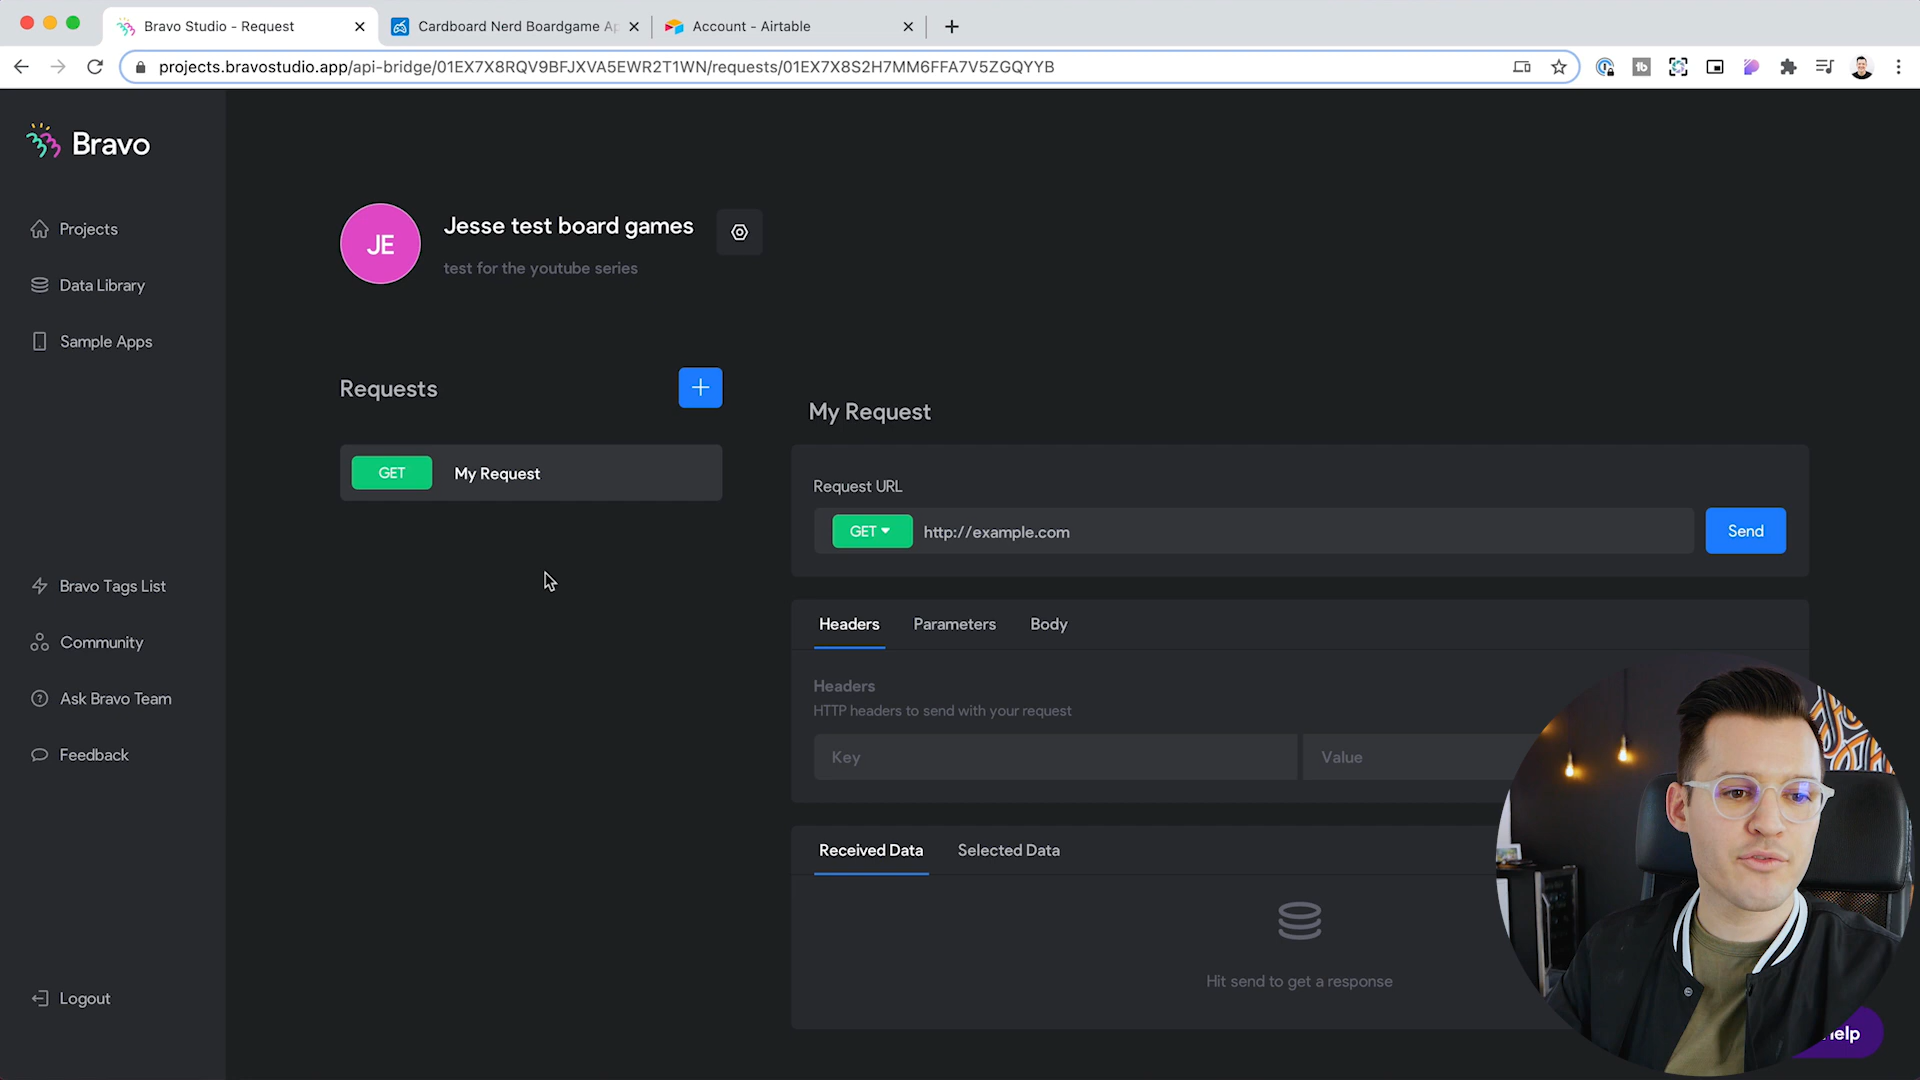 Bravo Studio - Request
Cardboard Nerd Boardgame Ap
Account - Airtable
projects.bravostudio.app/api-bridge/01EX7X8RQV9BFJXVA5EWR2T1WN/requests/01EX7X8S2H7MM6FFA7V5ZGQYYB
Bravo
Projects
Data Library
Sample Apps
Bravo Tags List
Community
Ask Bravo Team
Feedback
Logout
JE
Jesse test board games
test for the youtube series
Requests
GET My Request
My Request
Request URL
GET http://example.com
Send
Headers Parameters Body
Headers
HTTP headers to send with your request
Key Value
Received Data Selected Data
Hit send to get a response